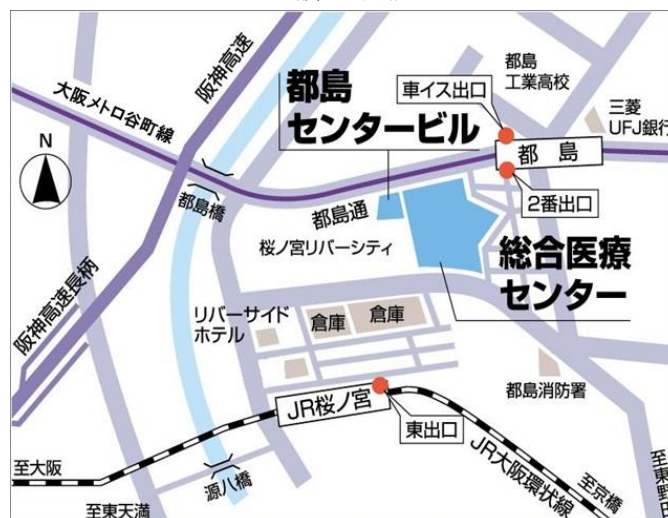 大阪メトロ谷町線
阪神高速
都島
センタービル
車イス出口
都島
工業高校
三菱
UFJ銀行
都島
2番出口
N
都島橋
都島通
桜ノ宮リバーシティ
総合医療
センター
阪神高速長柄
リバーサイド
ホテル
倉庫
倉庫
都島消防署
JR桜ノ宮
東出口
JR大阪環状線
至大阪
源八橋
至東天満
至京橋
至東野田